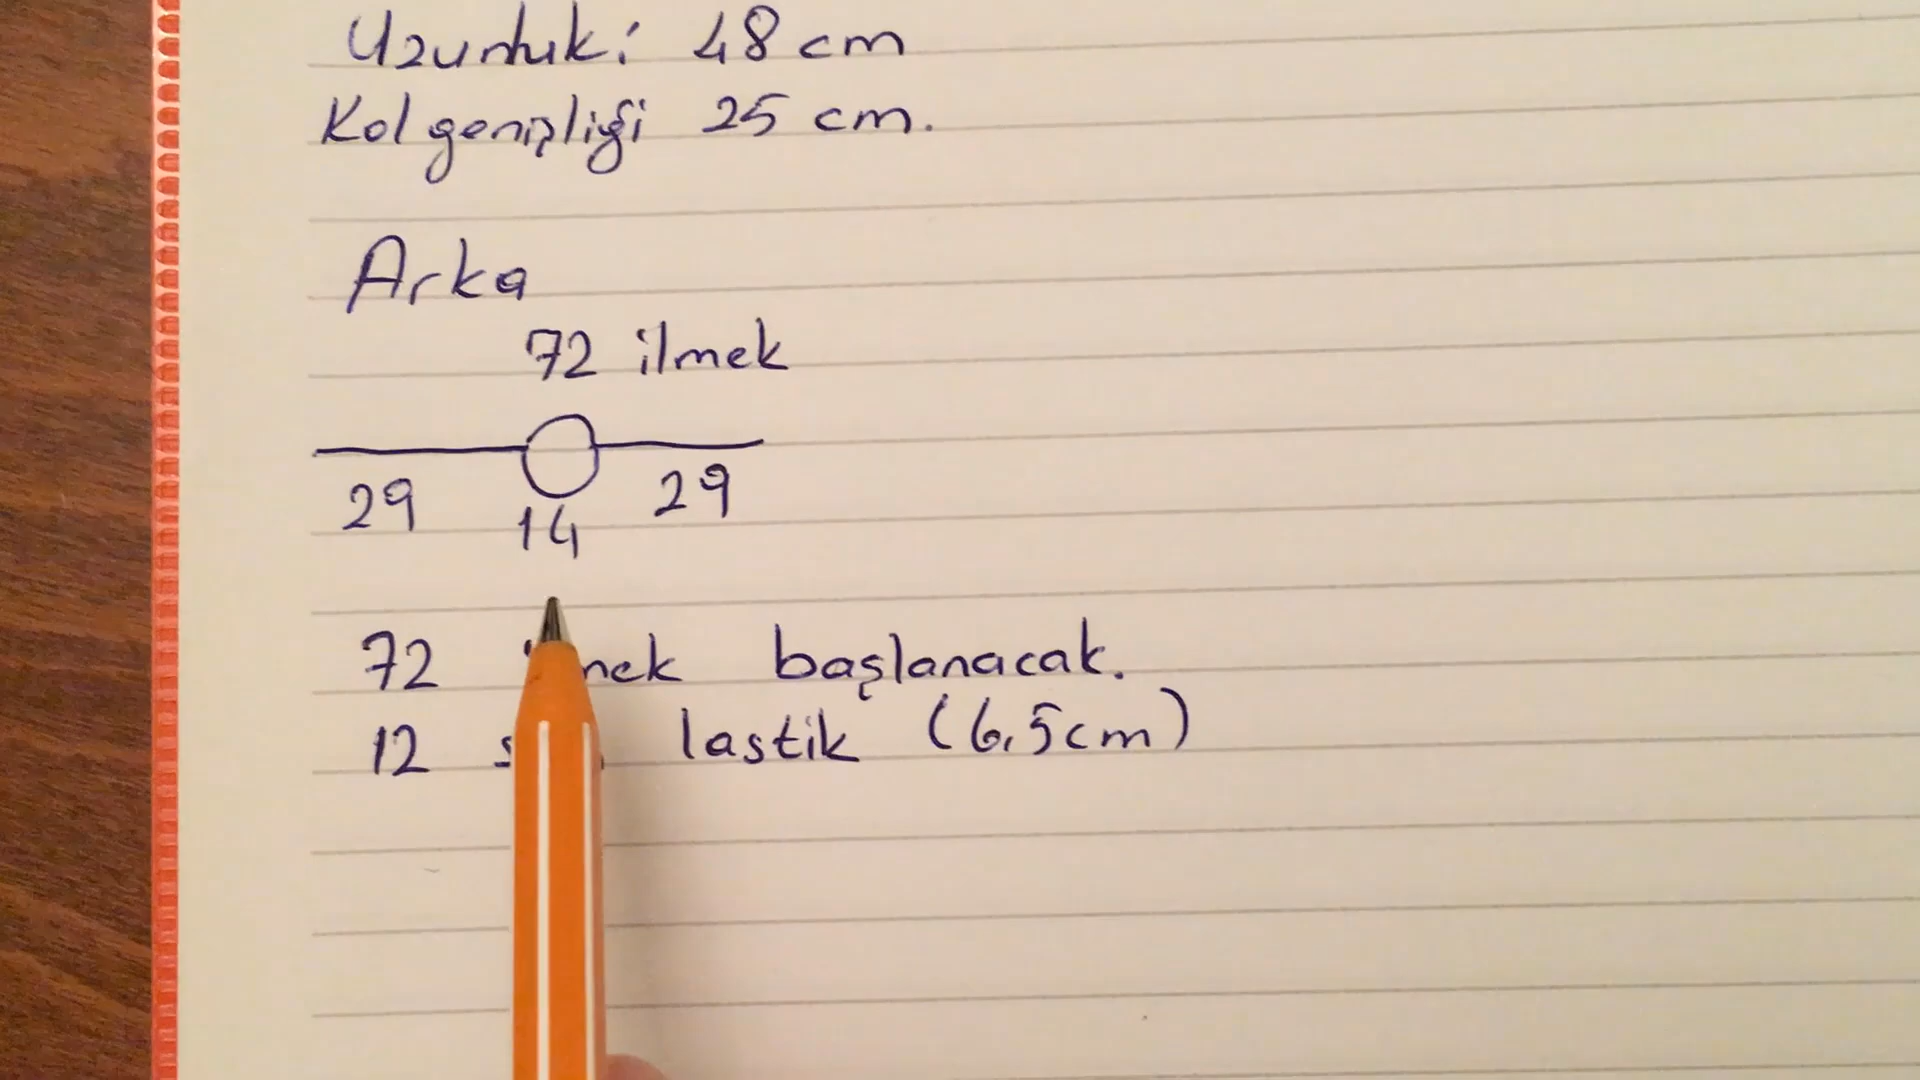 Uzunluk: 48 cm
Kol genişliği 25 cm.
Arka
72 ilmek
29 14 29
72 başlanacak.
12 lastik (6,5cm)